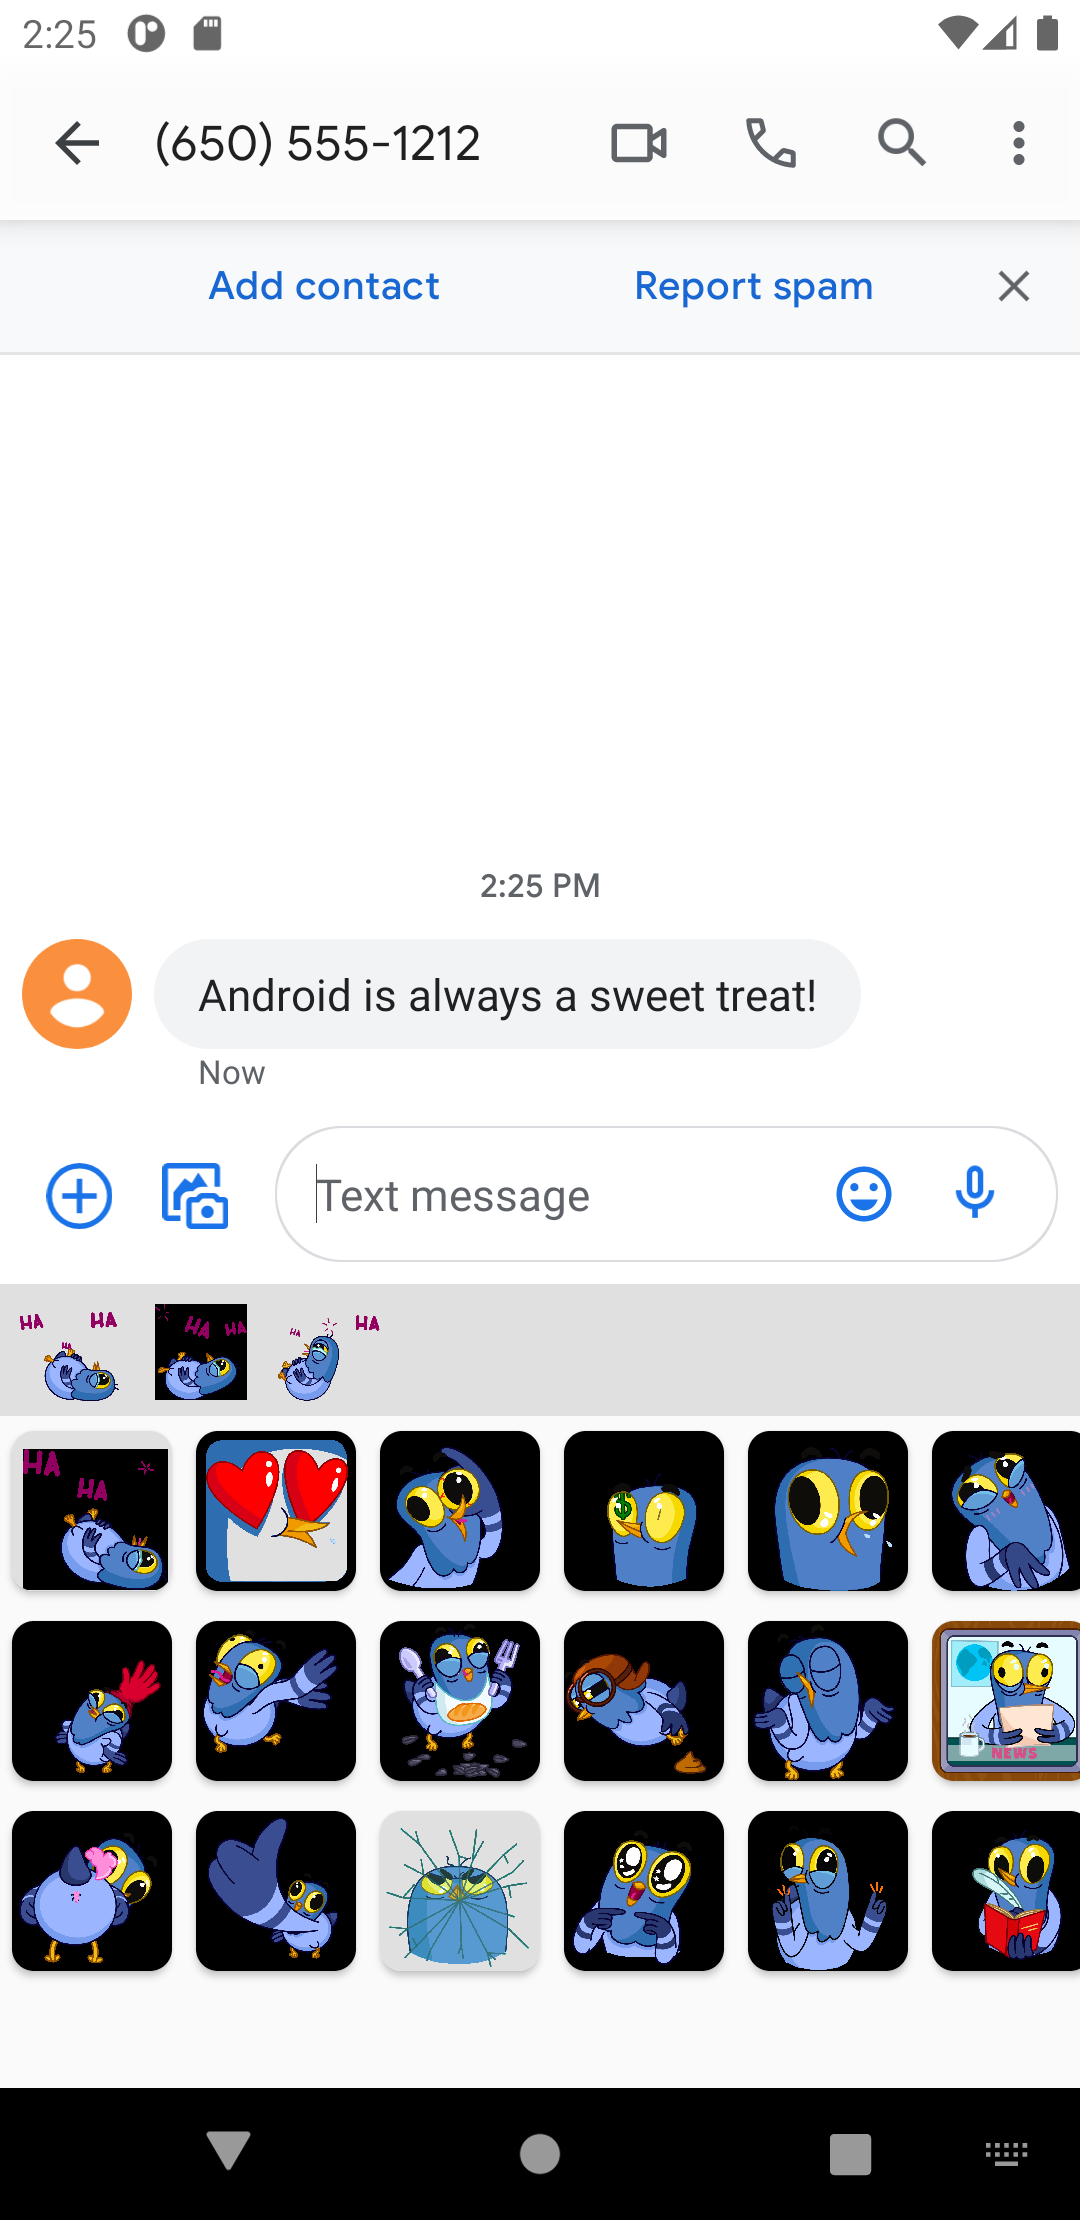 2:25
(650) 555-1212
Add contact
Report spam
2:25 PM
Android is always a sweet treat!
Now
Text message
HA HA
HA
HA HA
HA HA
HA
HA
NEWS